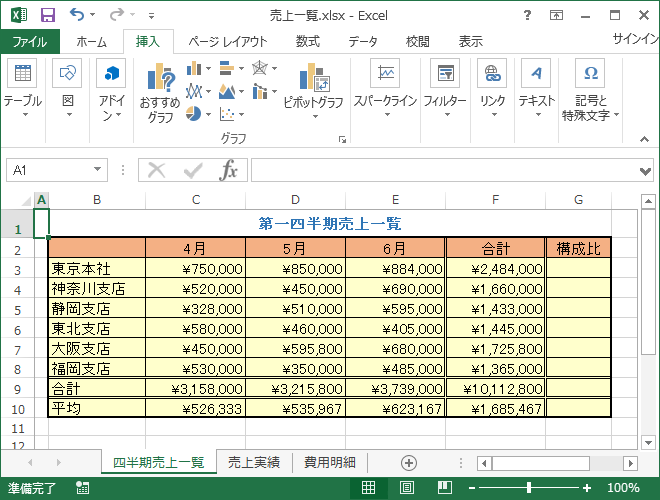 売上一覧.xlsx - Excel
ファイル ホーム 挿入 ページ レイアウト 数式 データ 校閲 表示 サインイン
テーブル 図 アドイン おすすめグラフ ピボットグラフ スパークライン フィルター リンク テキスト 記号と特殊文字
グラフ
A1 fx
A B C D E F G
1 第一四半期売上一覧
2 4月 5月 6月 合計 構成比
3 東京本社 ¥750,000 ¥850,000 ¥884,000 ¥2,484,000
4 神奈川支店 ¥520,000 ¥450,000 ¥690,000 ¥1,660,000
5 静岡支店 ¥328,000 ¥510,000 ¥595,000 ¥1,433,000
6 東北支店 ¥580,000 ¥460,000 ¥405,000 ¥1,445,000
7 大阪支店 ¥450,000 ¥595,800 ¥680,000 ¥1,725,800
8 福岡支店 ¥530,000 ¥350,000 ¥485,000 ¥1,365,000
9 合計 ¥3,158,000 ¥3,215,800 ¥3,739,000 ¥10,112,800
10 平均 ¥526,333 ¥535,967 ¥623,167 ¥1,685,467
11
12
四半期売上一覧 売上実績 費用明細
準備完了 100%